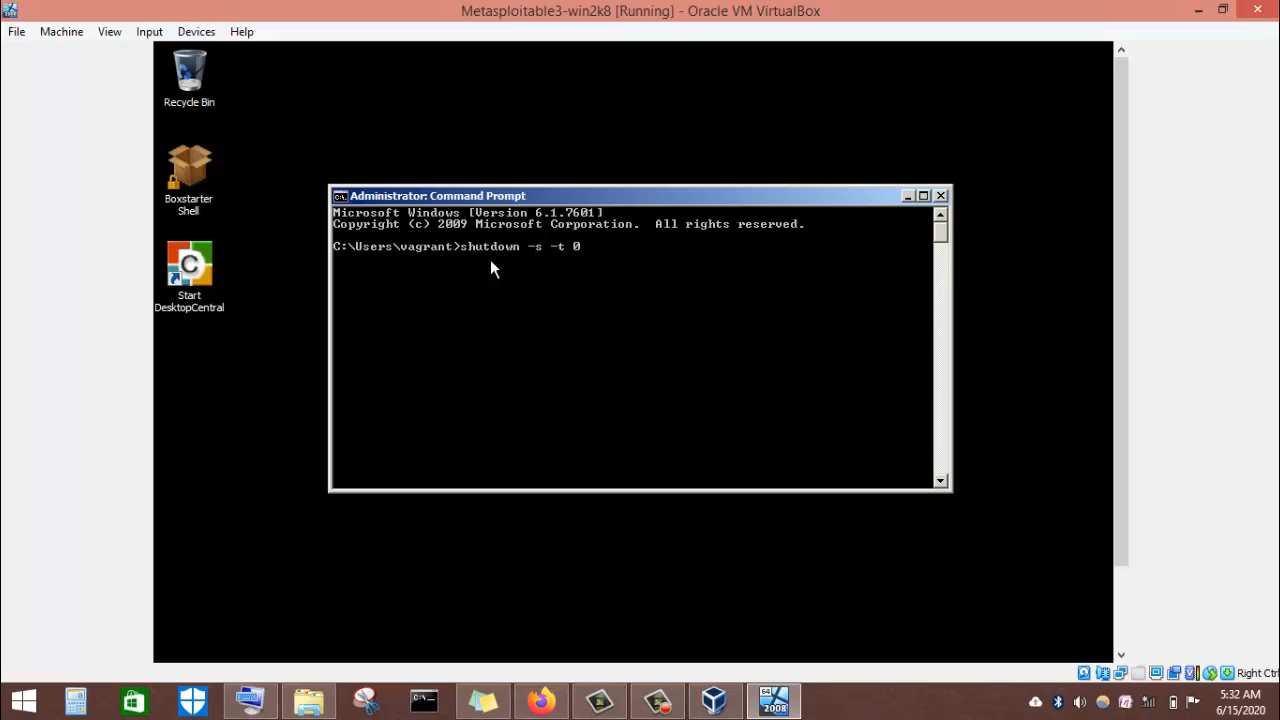 Metasploitable3-win2k8 [Running] - Oracle VM VirtualBox
File Machine View Input Devices Help
Recycle Bin
Boxstarter
Shell
Start
DesktopCentral
Administrator: Command Prompt
Microsoft Windows [Version 6.1.7601]
Copyright (c) 2009 Microsoft Corporation.  All rights reserved.
C:\Users\vagrant>shutdown -s -t 0
Right Ctrl
64
2008
5:32 AM
6/15/2020